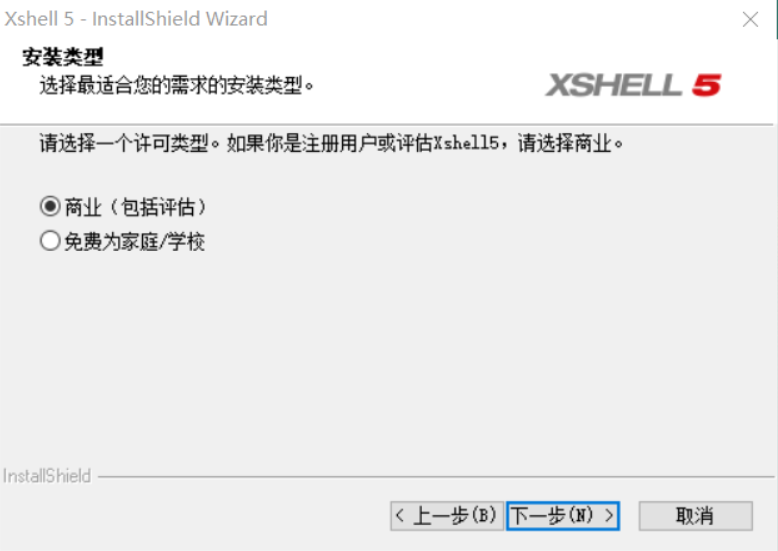 Xshell 5 - InstallShield Wizard
安装类型
选择最适合您的需求的安装类型。
XSHELL 5
请选择一个许可类型。如果你是注册用户或评估Xshell5，请选择商业。
商业（包括评估）
免费为家庭/学校
InstallShield
< 上一步(B)
下一步(N) >
取消